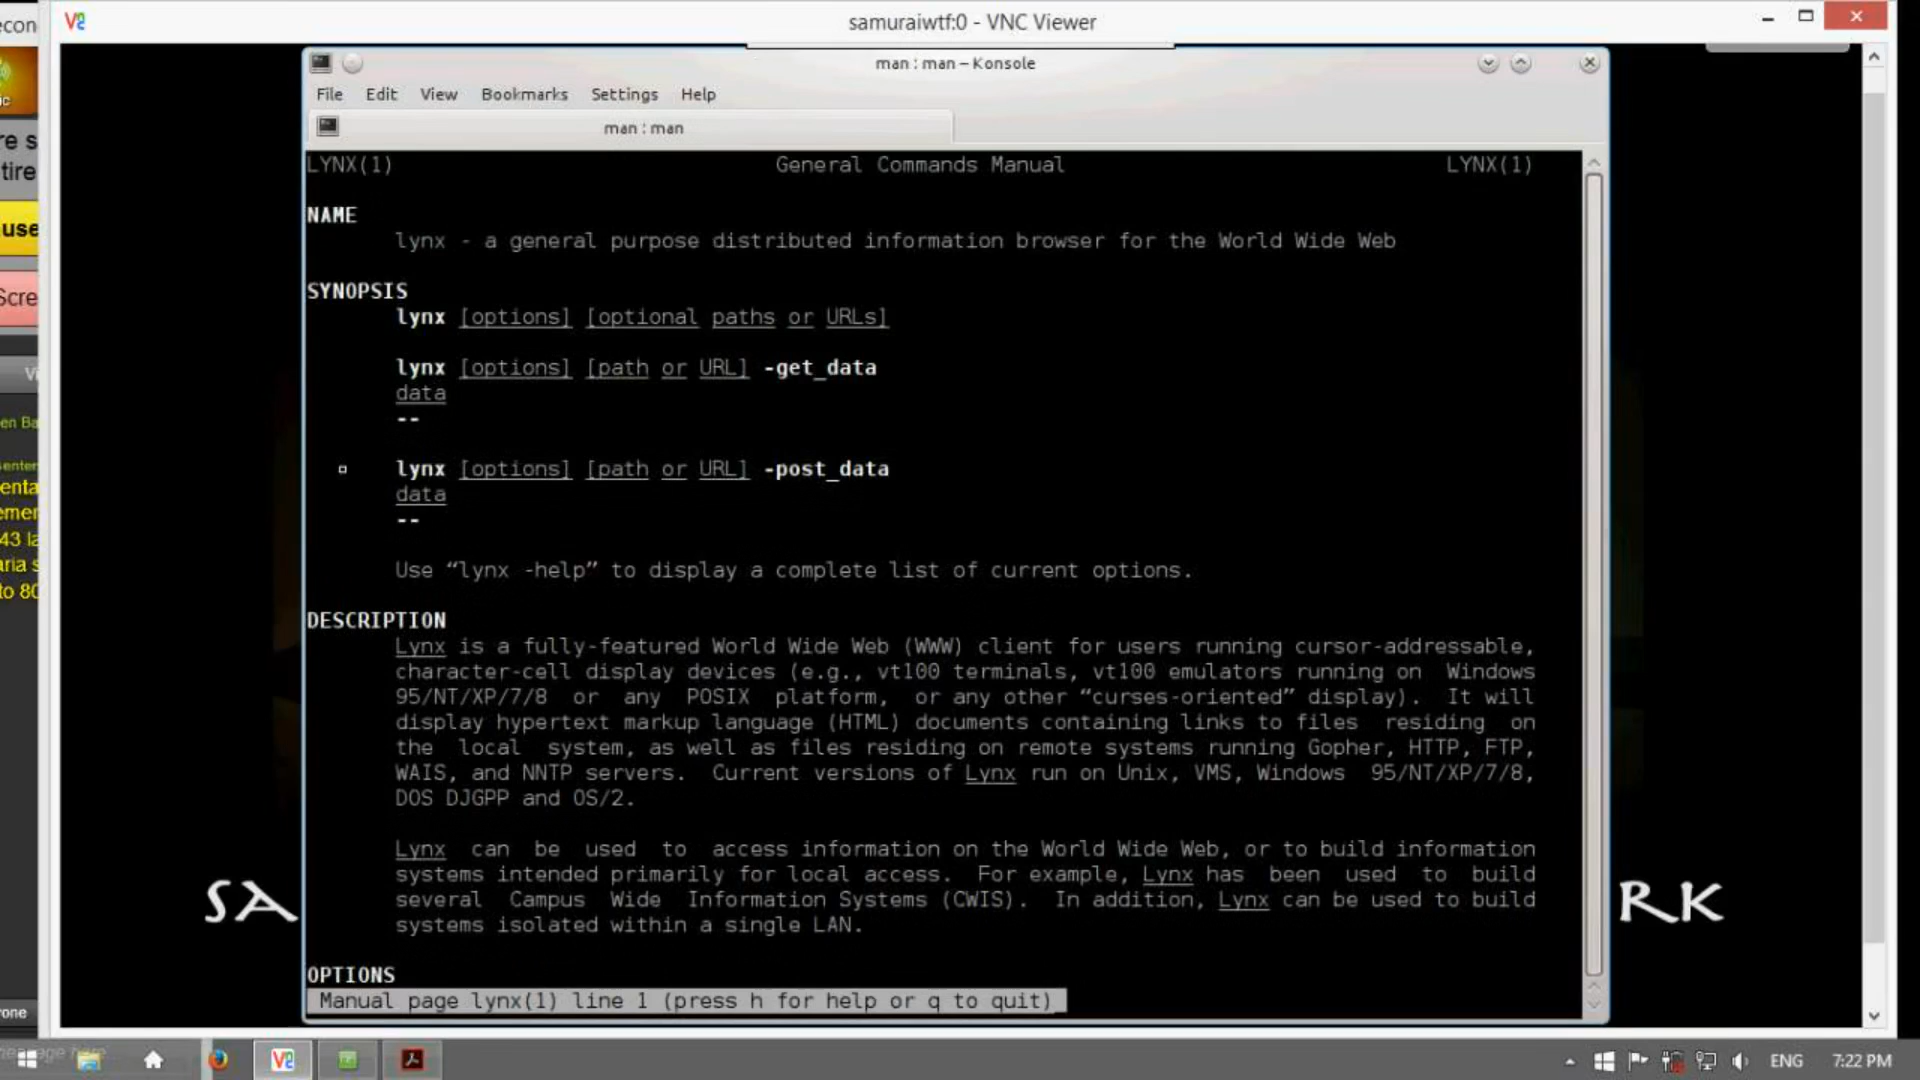 samuraiwtf:0 - VNC Viewer
man : man – Konsole
File Edit View Bookmarks Settings Help
man : man
LYNX(1) General Commands Manual LYNX(1)
NAME
lynx - a general purpose distributed information browser for the World Wide Web
SYNOPSIS
lynx [options] [optional paths or URLs]
lynx [options] [path or URL] -get_data
data
--
lynx [options] [path or URL] -post_data
data
--
Use “lynx -help” to display a complete list of current options.
DESCRIPTION
Lynx is a fully-featured World Wide Web (WWW) client for users running cursor-addressable,
character-cell display devices (e.g., vt100 terminals, vt100 emulators running on Windows
95/NT/XP/7/8 or any POSIX platform, or any other “curses-oriented” display). It will
display hypertext markup language (HTML) documents containing links to files residing on
the local system, as well as files residing on remote systems running Gopher, HTTP, FTP,
WAIS, and NNTP servers. Current versions of Lynx run on Unix, VMS, Windows 95/NT/XP/7/8,
DOS DJGPP and OS/2.
Lynx can be used to access information on the World Wide Web, or to build information
systems intended primarily for local access. For example, Lynx has been used to build
several Campus Wide Information Systems (CWIS). In addition, Lynx can be used to build
systems isolated within a single LAN.
OPTIONS
Manual page lynx(1) line 1 (press h for help or q to quit)
SA RK
ENG 7:22 PM